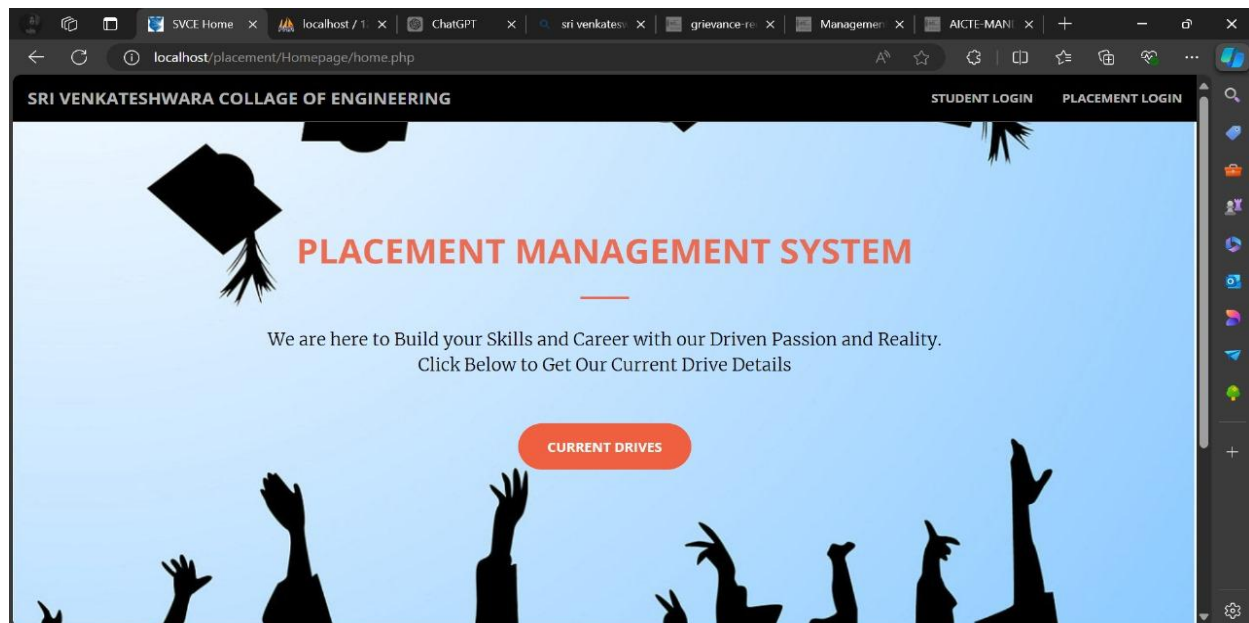 SVCE Home
localhost / 1
ChatGPT
sri venkatesw
grievance-re
Managemen
AICTE-MAN
localhost/placement/Homepage/home.php
SRI VENKATESHWARA COLLAGE OF ENGINEERING
STUDENT LOGIN
PLACEMENT LOGIN
PLACEMENT MANAGEMENT SYSTEM
We are here to Build your Skills and Career with our Driven Passion and Reality.
Click Below to Get Our Current Drive Details
CURRENT DRIVES